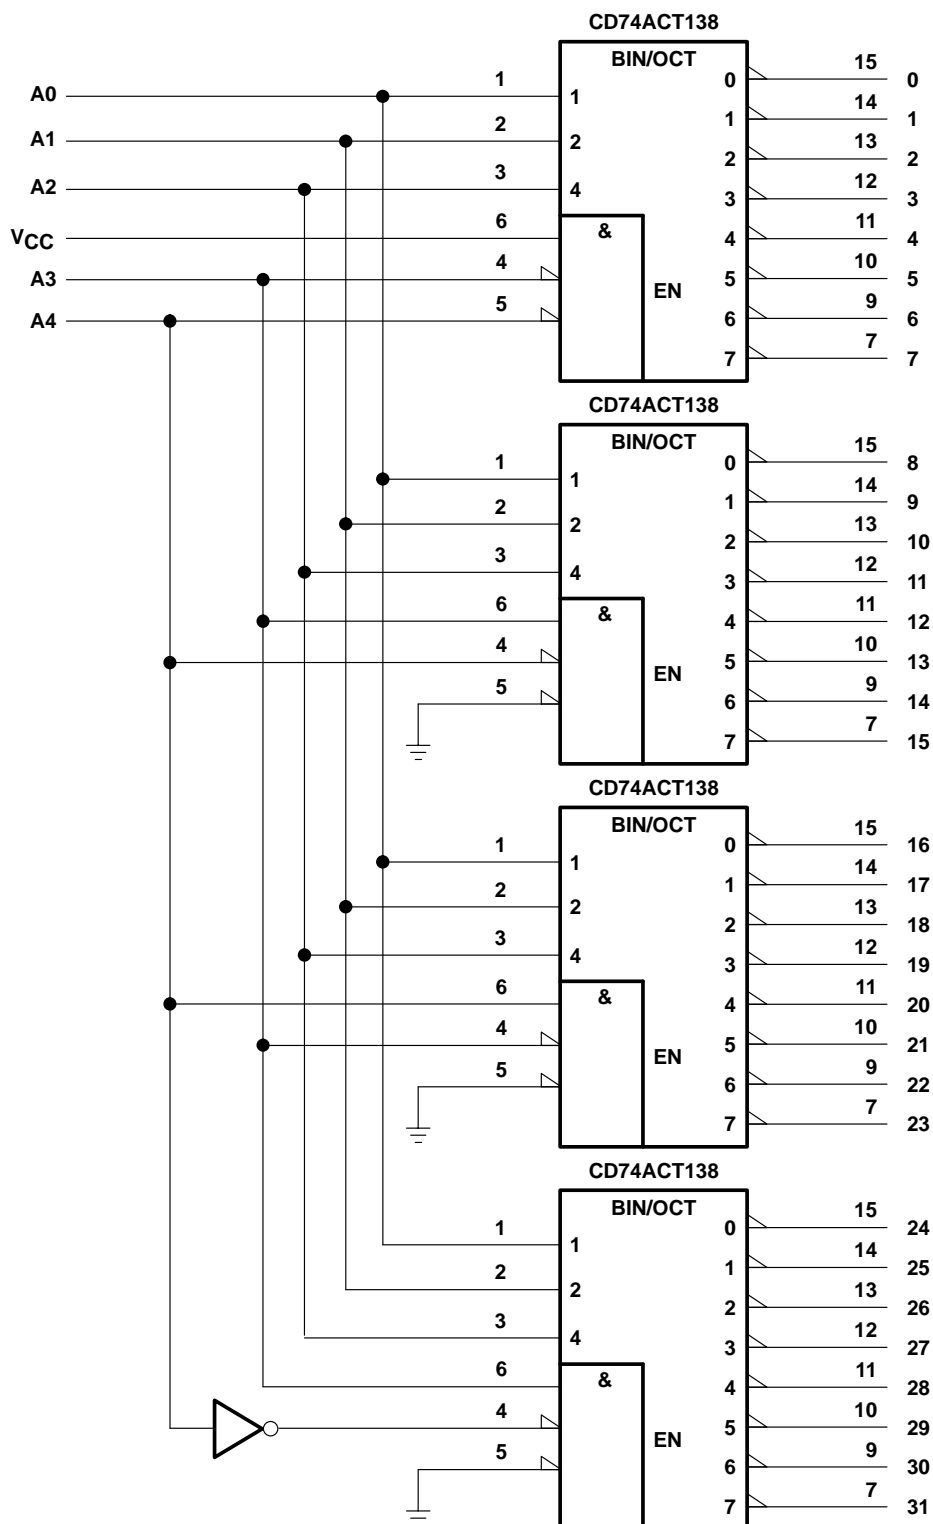 CD74ACT138
BIN/OCT
A0 1 1 0 15 0
A1 2 2 1 14 1
A2 3 4 2 13 2
3 12 3
VCC 6 & 4 11 4
A3 4 EN 5 10 5
A4 5 6 9 6
7 7 7
CD74ACT138
BIN/OCT
1 1 0 15 8
2 2 1 14 9
3 4 2 13 10
3 12 11
6 & 4 11 12
4 EN 5 10 13
5 6 9 14
7 7 15
CD74ACT138
BIN/OCT
1 1 0 15 16
2 2 1 14 17
3 4 2 13 18
3 12 19
6 & 4 11 20
4 EN 5 10 21
5 6 9 22
7 7 23
CD74ACT138
BIN/OCT
1 1 0 15 24
2 2 1 14 25
3 4 2 13 26
3 12 27
6 & 4 11 28
4 EN 5 10 29
5 6 9 30
7 7 31